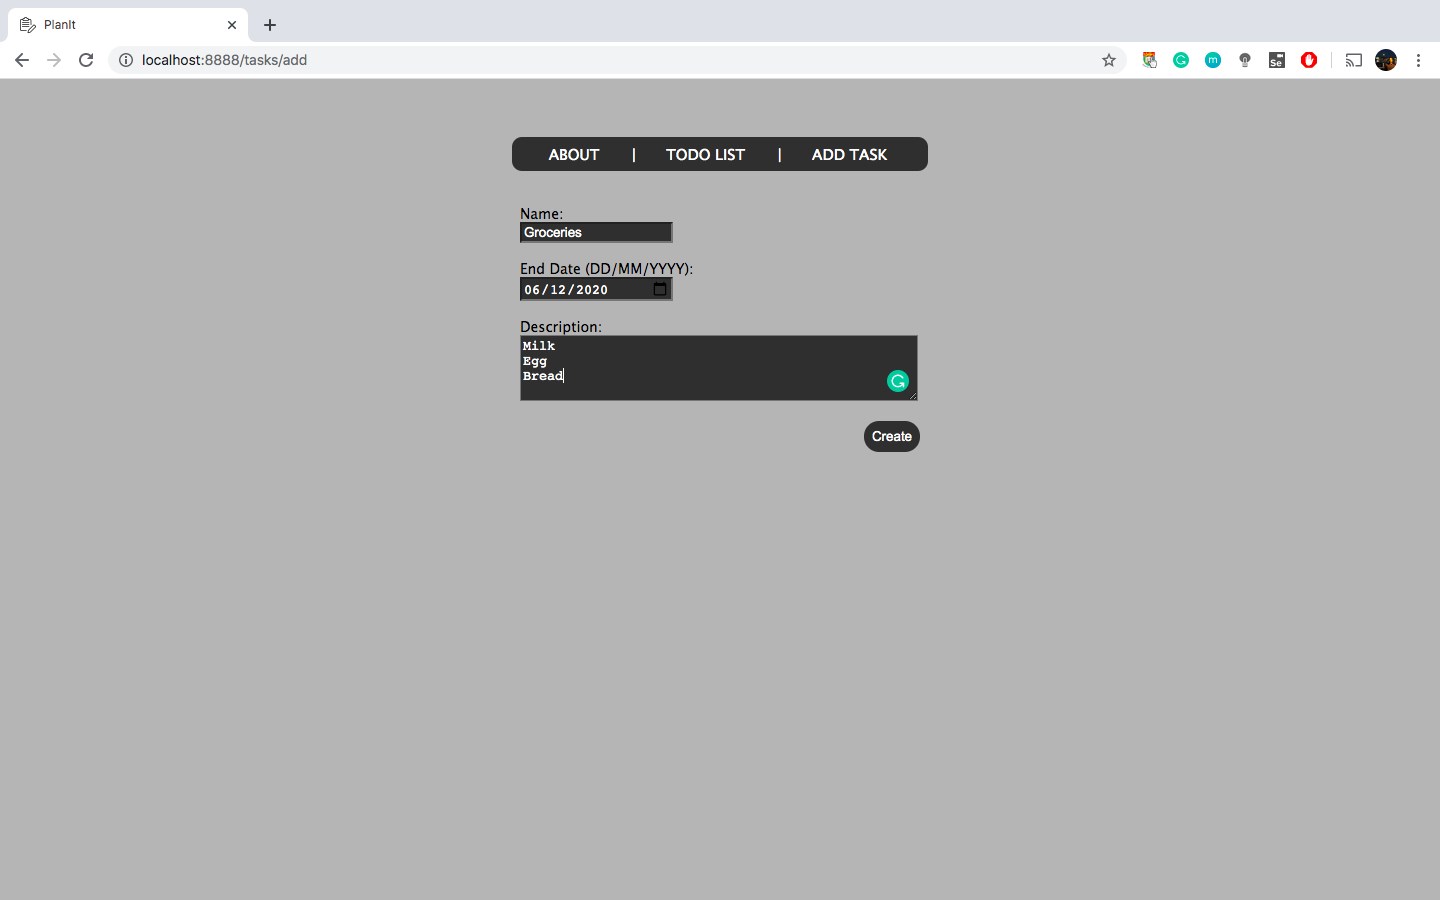 PlanIt
localhost:8888/tasks/add
ABOUT | TODO LIST | ADD TASK
Name:
Groceries
End Date (DD/MM/YYYY):
06/12/2020
Description:
Milk
Egg
Bread
Create
m
Se